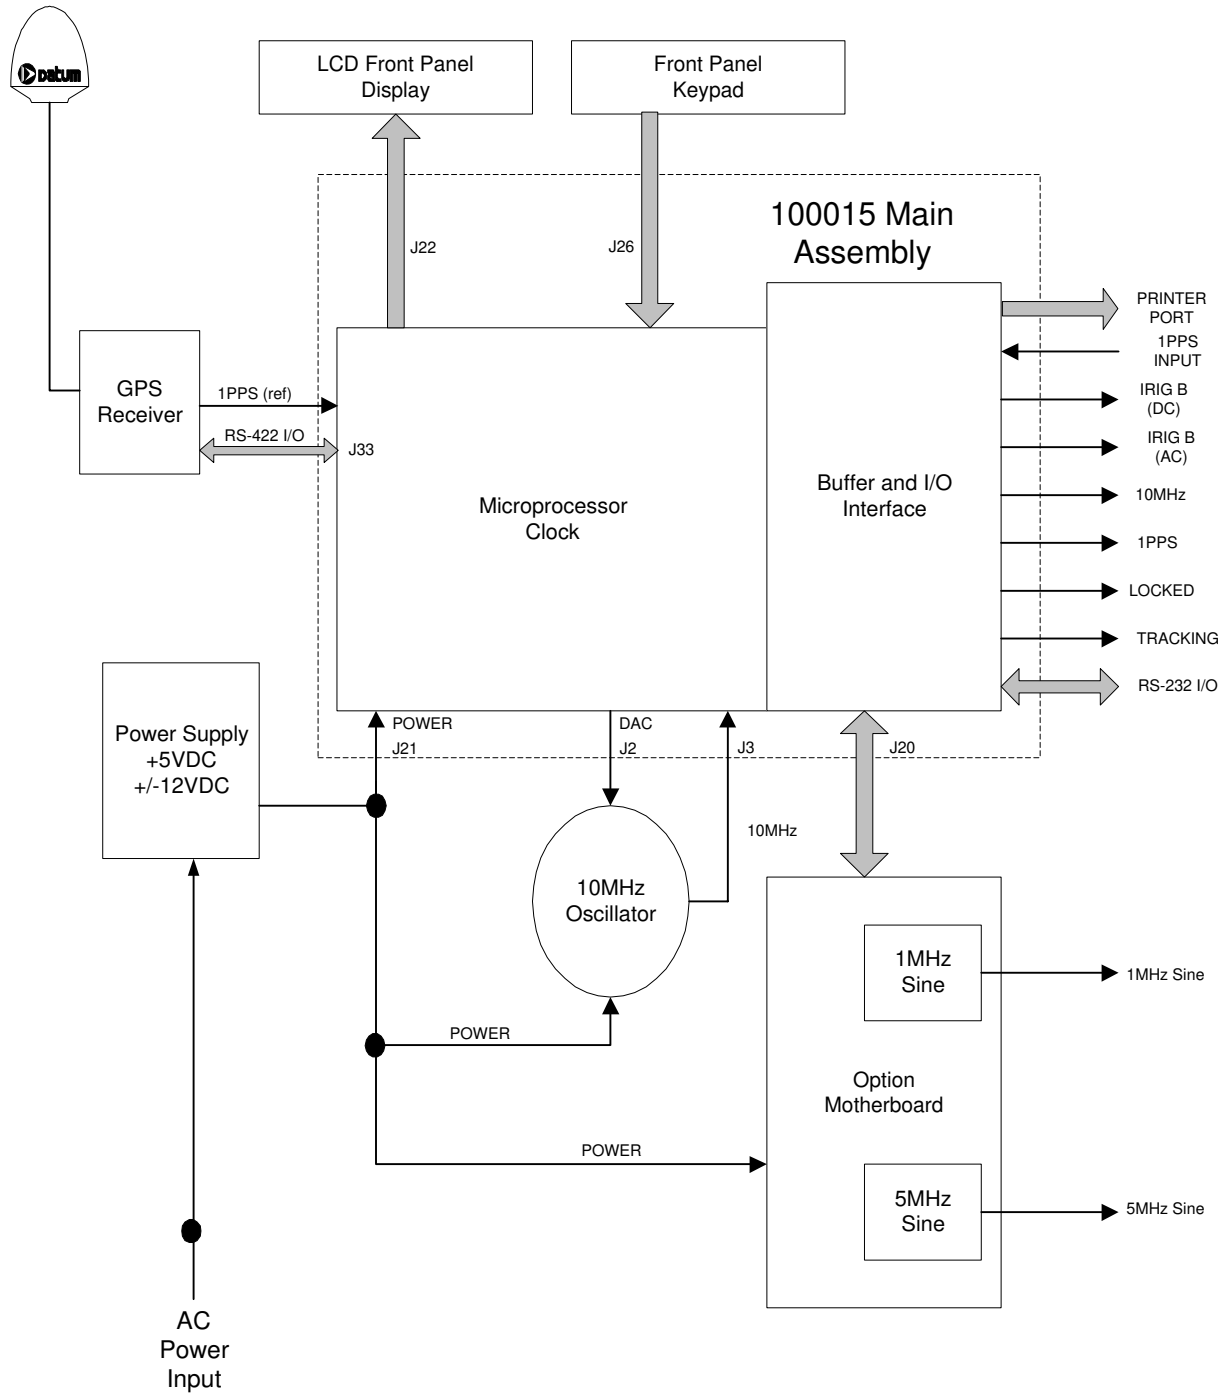 Datum
LCD Front Panel
Display
Front Panel
Keypad
100015 Main
Assembly
J22
J26
PRINTER
PORT
1PPS
INPUT
IRIG B
(DC)
IRIG B
(AC)
10MHz
1PPS
LOCKED
TRACKING
RS-232 I/O
GPS
Receiver
1PPS (ref)
RS-422 I/O
J33
Microprocessor
Clock
Buffer and I/O
Interface
Power Supply
+5VDC
+/-12VDC
POWER
J21
DAC
J2
J3
J20
10MHz
10MHz
Oscillator
POWER
POWER
1MHz
Sine
1MHz Sine
Option
Motherboard
5MHz
Sine
5MHz Sine
AC
Power
Input